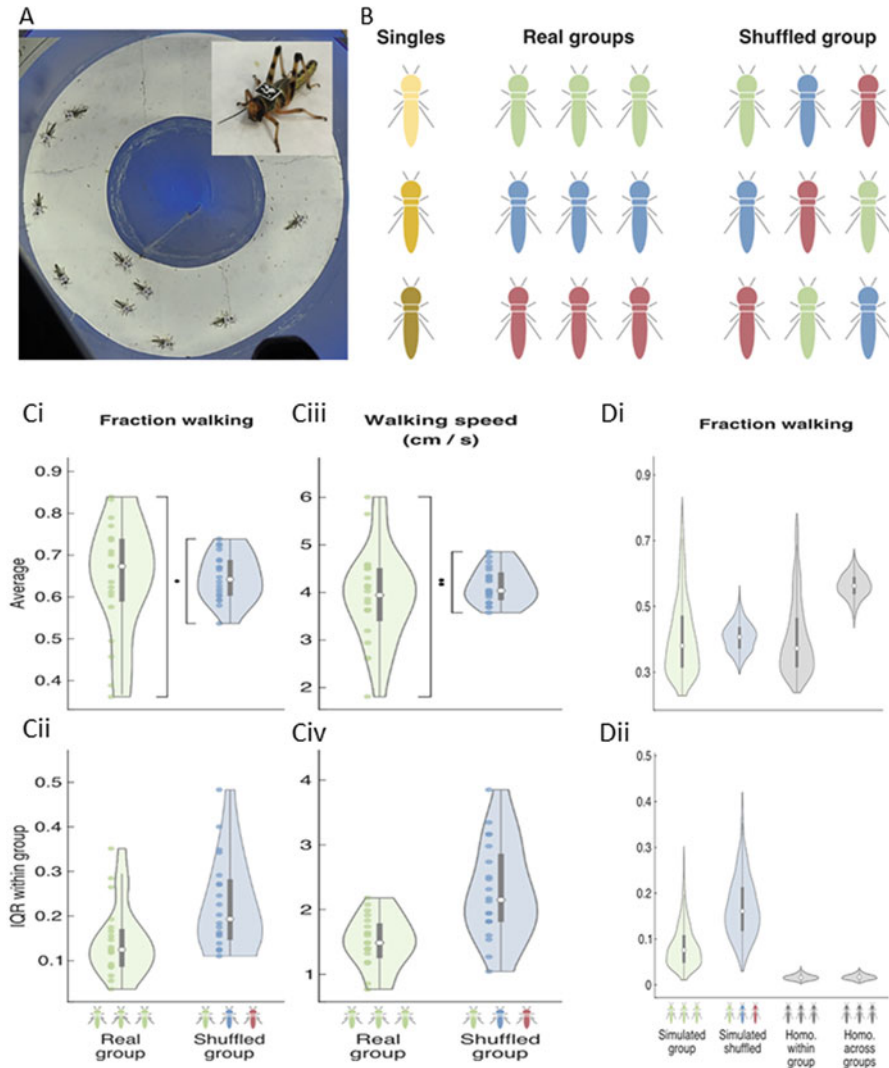 A
B
Singles
Real groups
Shuffled group
Ci
Fraction walking
Ciii
Walking speed
(cm / s)
Di
Fraction walking
Average
0.9
0.8
0.7
0.6
0.5
0.4
6
5
4
3
2
0.9
0.7
0.5
0.3
*
**
Cii
Civ
Dii
IQR within group
0.5
0.4
0.3
0.2
0.1
4
3
2
1
0.5
0.4
0.3
0.2
0.1
0
Real
group
Shuffled
group
Real
group
Shuffled
group
Simulated
group
Simulated
shuffled
Homo.
within
group
Homo.
across
groups